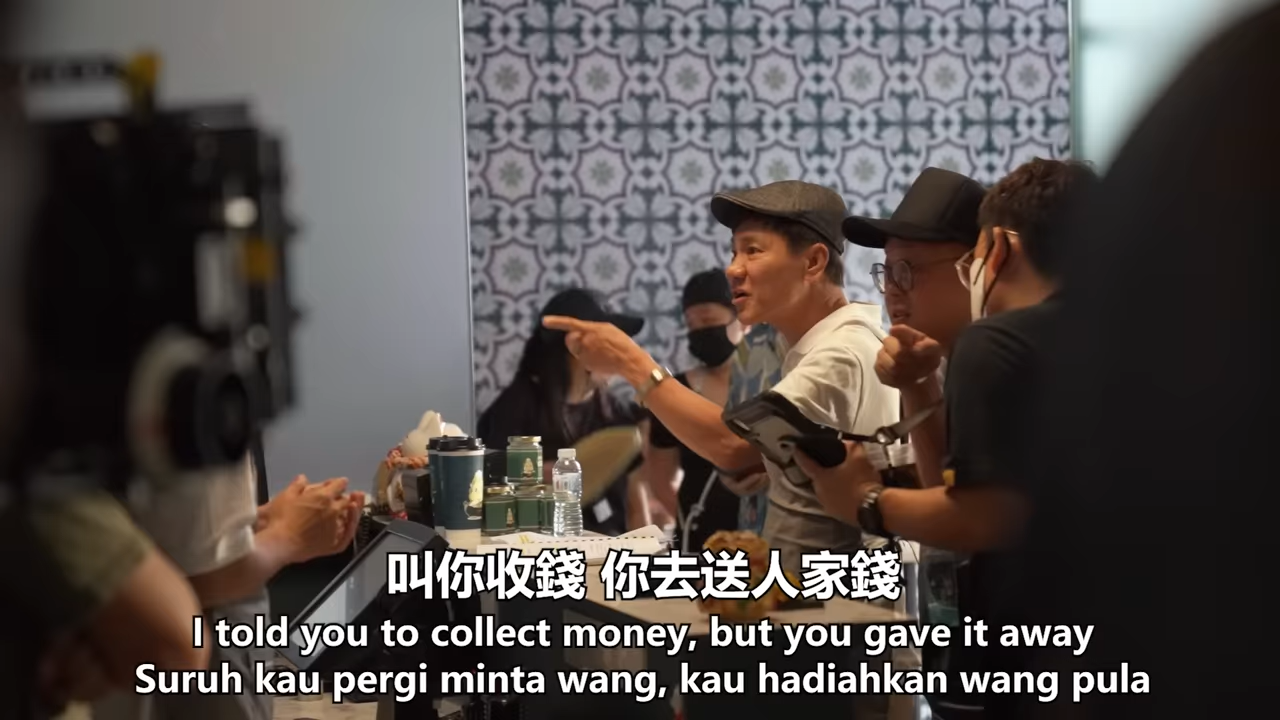 叫你收錢 你去送人家錢
I told you to collect money, but you gave it away
Suruh kau pergi minta wang, kau hadiahkan wang pula